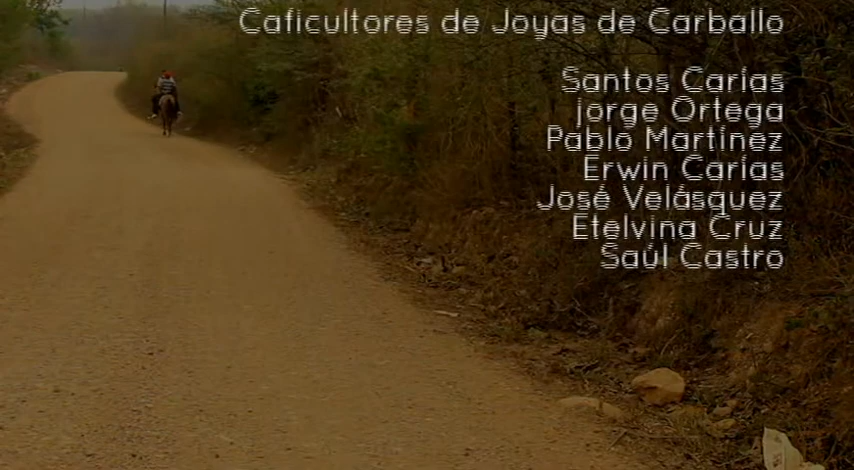 Caficultores de Joyas de Carballo
Santos Carías
jorge Ortega
Pablo Martínez
Erwin Carías
José Velásquez
Etelvina Cruz
Saúl Castro